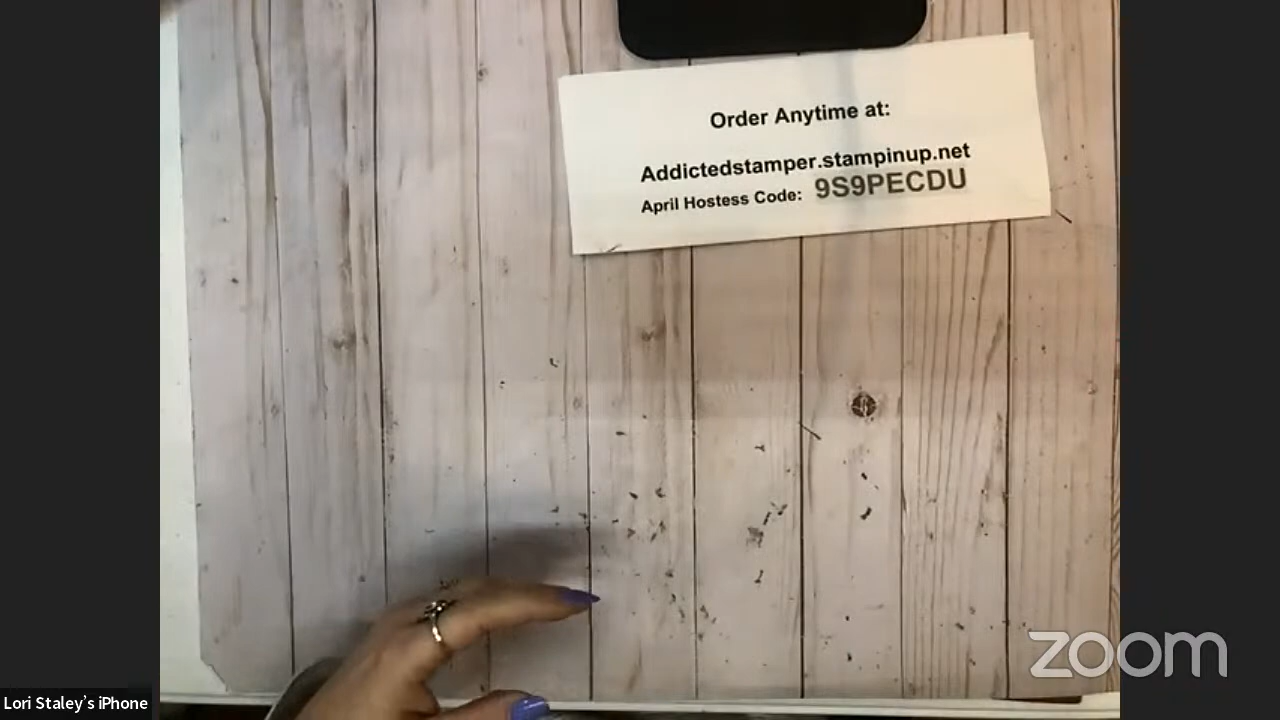 Order Anytime at:
Addictedstamper.stampinup.net
April Hostess Code: 9S9PECDU
zoom
Lori Staley's iPhone